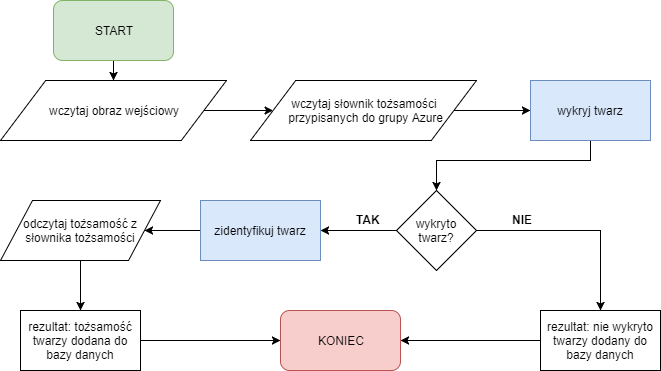 START
wczytaj obraz wejściowy
wczytaj słownik tożsamości
przypisanych do grupy Azure
wykryj twarz
odczytaj tożsamość z
słownika tożsamości
zidentyfikuj twarz
TAK
wykryto
twarz?
NIE
rezultat: tożsamość
twarzy dodana do
bazy danych
KONIEC
rezultat: nie wykryto
twarzy dodany do
bazy danych